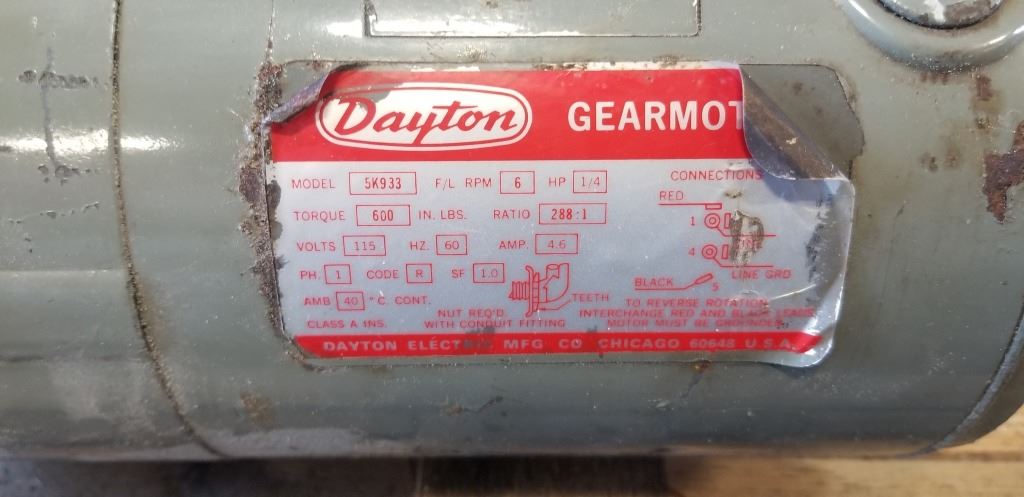 Dayton GEARMOT
MODEL 5K933 F/L RPM 6 HP 1/4
TORQUE 600 IN. LBS. RATIO 288:1
VOLTS 115 HZ. 60 AMP. 4.6
PH. 1 CODE R SF 1.0
AMB 40 °C. CONT.
CLASS A INS.
NUT REQ'D.
WITH CONDUIT FITTING
TEETH
CONNECTIONS
RED
1
4
LINE GRD
BLACK 5
TO REVERSE ROTATION
INTERCHANGE RED AND BLACK LEADS
MOTOR MUST BE GROUNDED
DAYTON ELECTRIC MFG CO CHICAGO 60648 U.S.A.